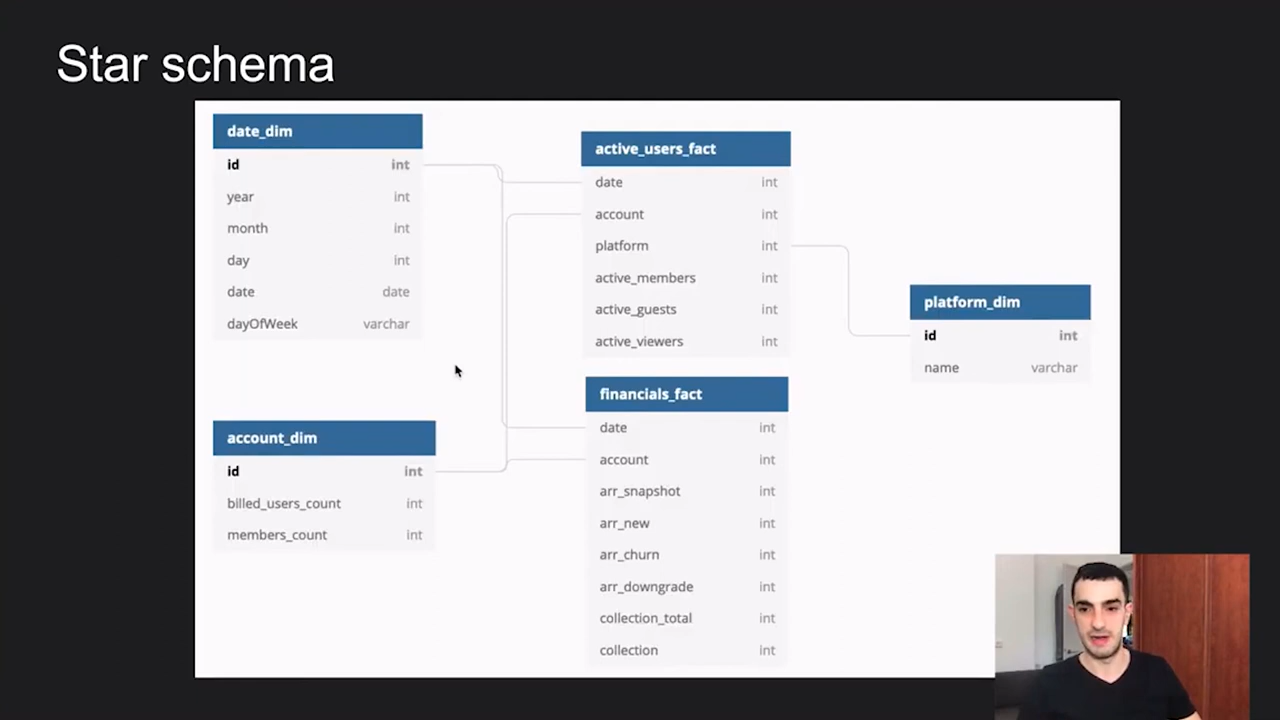 Star schema
date_dim
id int
year int
month int
day int
date date
dayOfWeek varchar
account_dim
id int
billed_users_count int
members_count int
active_users_fact
date int
account int
platform int
active_members int
active_guests int
active_viewers int
financials_fact
date int
account int
arr_snapshot int
arr_new int
arr_churn int
arr_downgrade int
collection_total int
collection int
platform_dim
id int
name varchar